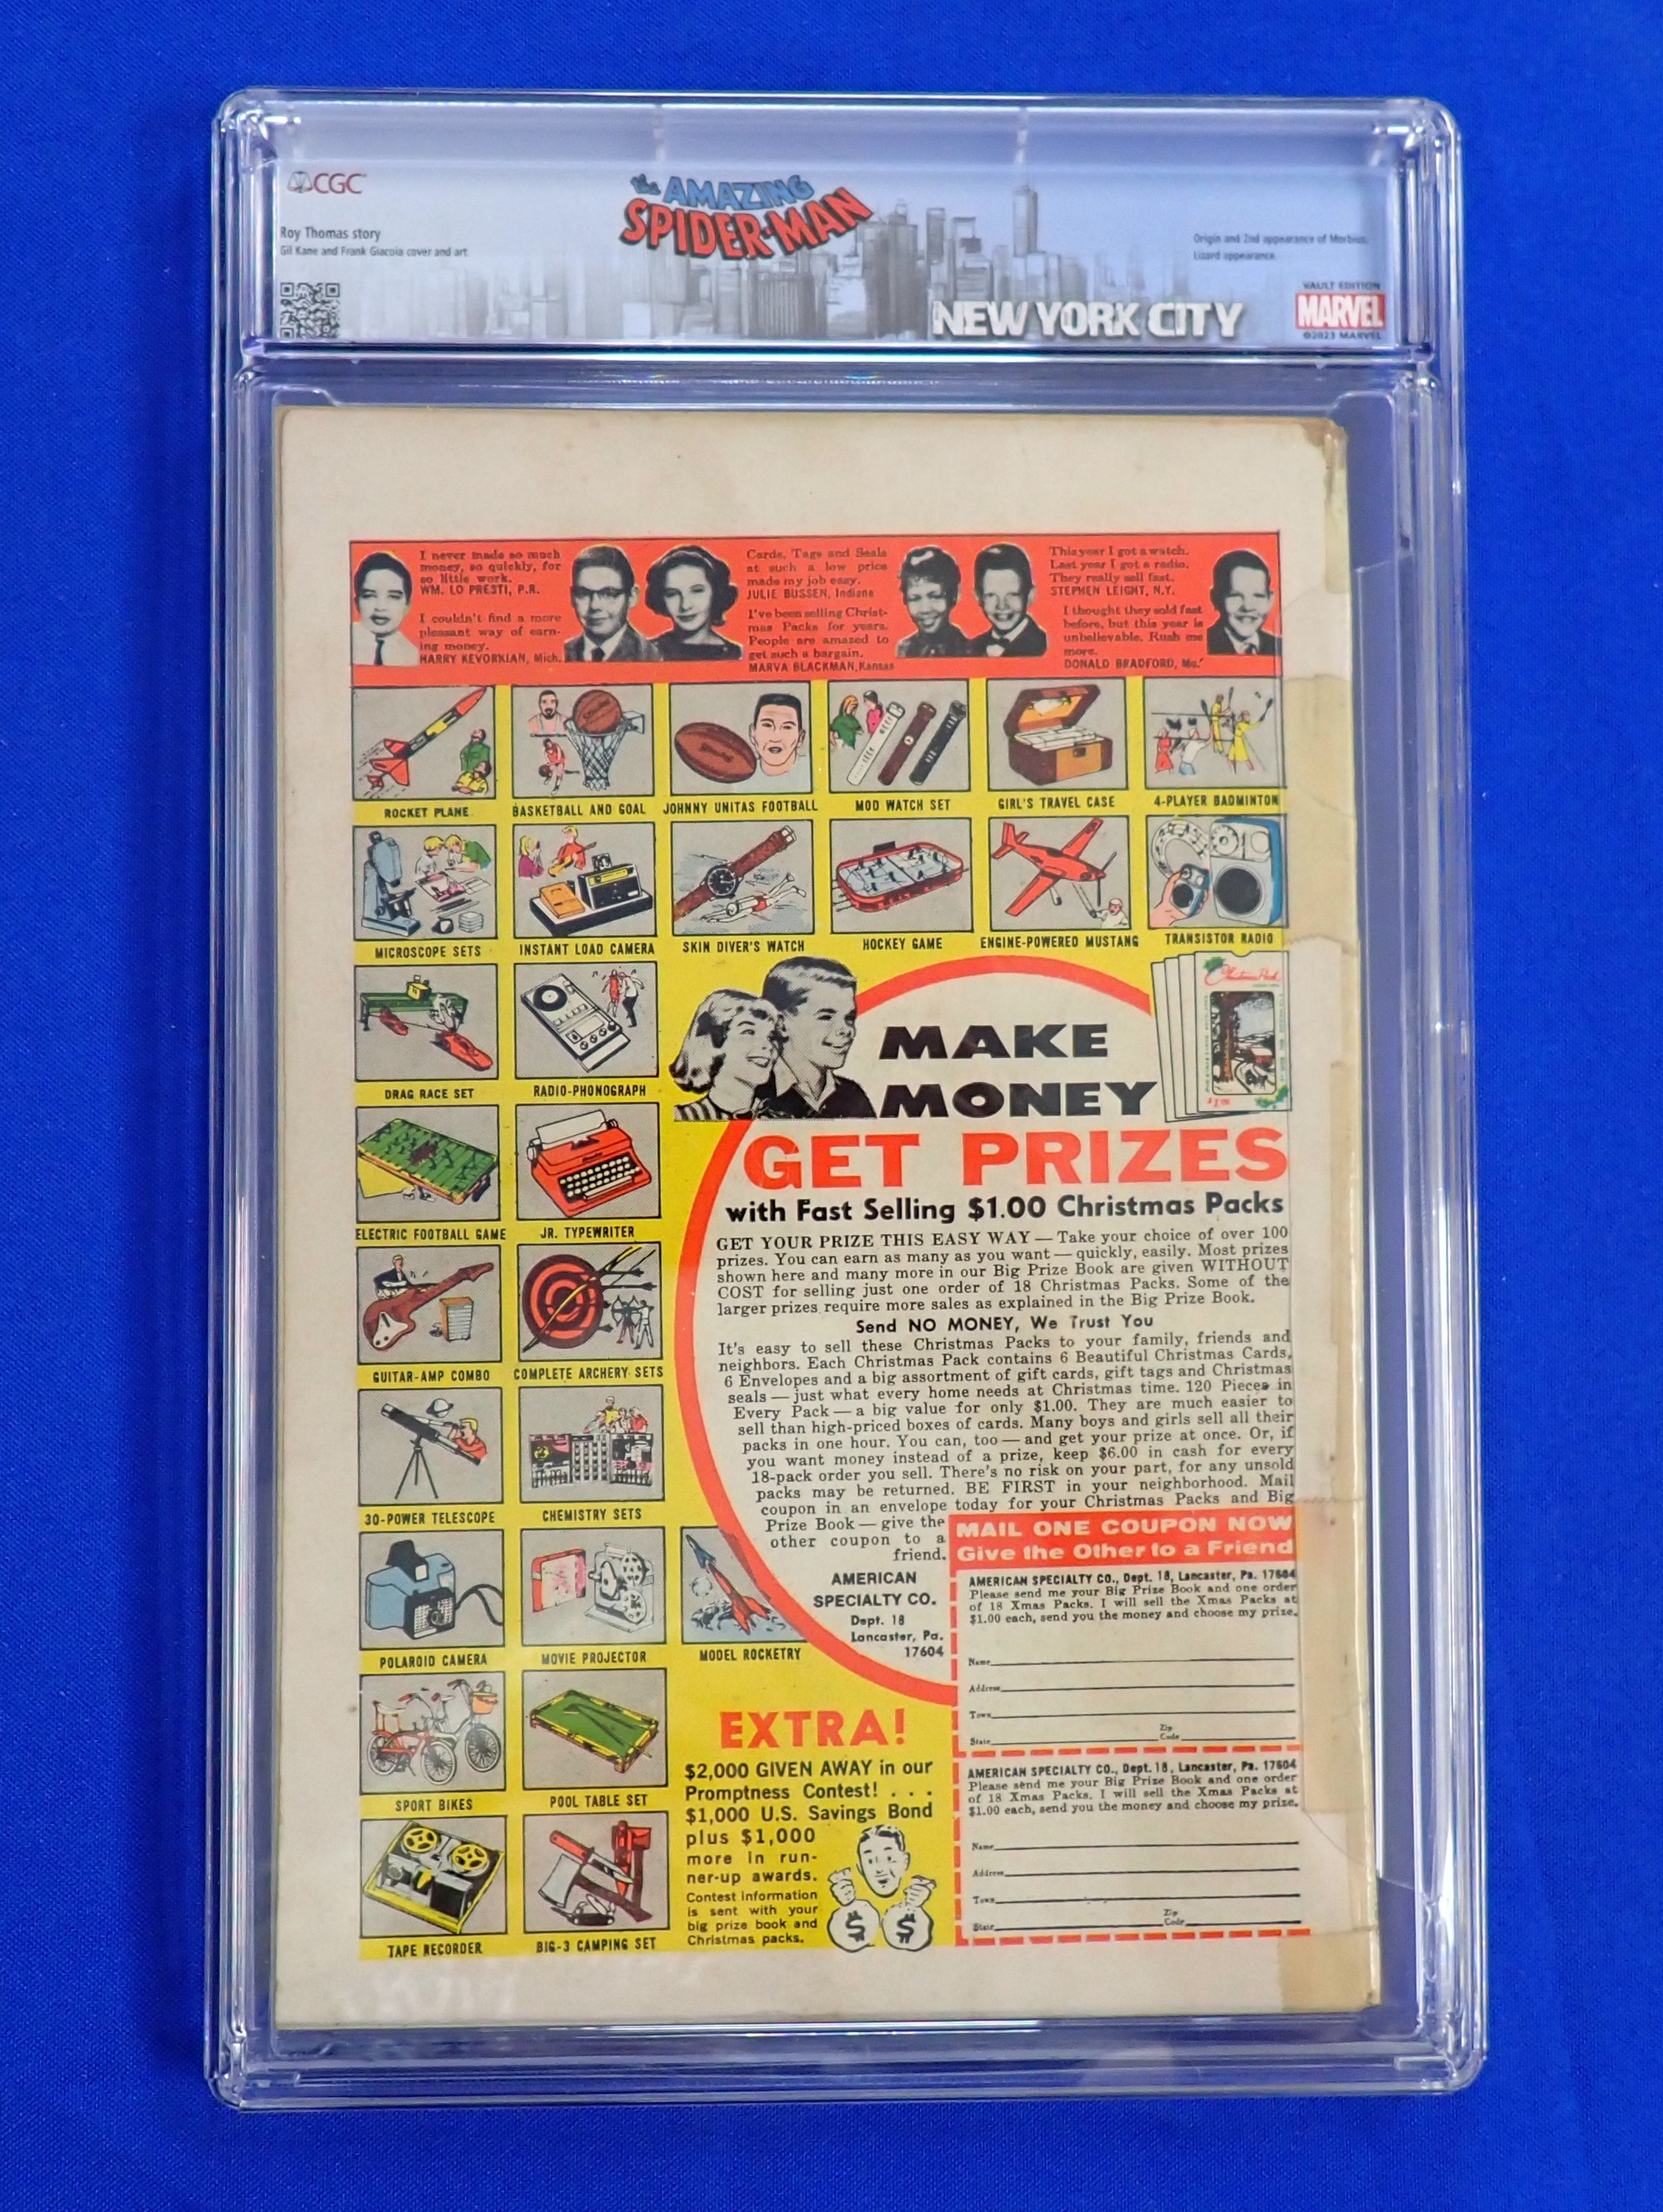 CGC
the AMAZING
SPIDER-MAN
Roy Thomas story
Gil Kane and Frank Giacoia cover and art
Origin and 2nd appearance of Morbius.
Lizard appearance.
NEW YORK CITY
VAULT EDITION
MARVEL
©2023 MARVEL
I never made so much
money, so quickly, for
so little work.
WM. LO PRESTI, P.R.
I couldn't find a more
pleasant way of earn-
ing money.
HARRY KEVORKIAN, Mich.
Cards, Tags and Seals
at such a low price
made my job easy.
JULIE BUSSEN, Indiana
I've been selling Christ-
mas Packs for years.
People are amazed to
get such a bargain.
MARVA BLACKMAN, Kansas
This year I got a watch.
Last year I got a radio.
They really sell fast.
STEPHEN LEIGHT, N.Y.
I thought they sold fast
before, but this year is
unbelievable. Rush me
more.
DONALD BRADFORD, Mo.
ROCKET PLANE
BASKETBALL AND GOAL
JOHNNY UNITAS FOOTBALL
MOD WATCH SET
GIRL'S TRAVEL CASE
4-PLAYER BADMINTON
MICROSCOPE SETS
INSTANT LOAD CAMERA
SKIN DIVER'S WATCH
HOCKEY GAME
ENGINE-POWERED MUSTANG
TRANSISTOR RADIO
DRAG RACE SET
RADIO-PHONOGRAPH
ELECTRIC FOOTBALL GAME
JR. TYPEWRITER
GUITAR-AMP COMBO
COMPLETE ARCHERY SETS
30-POWER TELESCOPE
CHEMISTRY SETS
POLAROID CAMERA
MOVIE PROJECTOR
MODEL ROCKETRY
SPORT BIKES
POOL TABLE SET
TAPE RECORDER
BIG-3 CAMPING SET
MAKE
MONEY
GET PRIZES
with Fast Selling $1.00 Christmas Packs
GET YOUR PRIZE THIS EASY WAY — Take your choice of over 100
prizes. You can earn as many as you want — quickly, easily. Most prizes
shown here and many more in our Big Prize Book are given WITHOUT
COST for selling just one order of 18 Christmas Packs. Some of the
larger prizes require more sales as explained in the Big Prize Book.
Send NO MONEY, We Trust You
It's easy to sell these Christmas Packs to your family, friends and
neighbors. Each Christmas Pack contains 6 Beautiful Christmas Cards,
6 Envelopes and a big assortment of gift cards, gift tags and Christmas
seals — just what every home needs at Christmas time. 120 Pieces in
Every Pack — a big value for only $1.00. They are much easier to
sell than high-priced boxes of cards. Many boys and girls sell all their
packs in one hour. You can, too — and get your prize at once. Or, if
you want money instead of a prize, keep $6.00 in cash for every
18-pack order you sell. There's no risk on your part, for any unsold
packs may be returned. BE FIRST in your neighborhood. Mail
coupon in an envelope today for your Christmas Packs and Big
Prize Book — give the
other coupon to a
friend.
AMERICAN
SPECIALTY CO.
Dept. 18
Lancaster, Pa.
17604
MAIL ONE COUPON NOW
Give the Other to a Friend
AMERICAN SPECIALTY CO., Dept. 18, Lancaster, Pa. 17604
Please send me your Big Prize Book and one order
of 18 Xmas Packs. I will sell the Xmas Packs at
$1.00 each, send you the money and choose my prize.
Name
Address
Town
State Zip Code
AMERICAN SPECIALTY CO., Dept. 18, Lancaster, Pa. 17604
Please send me your Big Prize Book and one order
of 18 Xmas Packs. I will sell the Xmas Packs at
$1.00 each, send you the money and choose my prize.
Name
Address
Town
State Zip Code
EXTRA!
$2,000 GIVEN AWAY in our
Promptness Contest! . . .
$1,000 U.S. Savings Bond
plus $1,000
more in run-
ner-up awards.
Contest information
is sent with your
big prize book and
Christmas packs.
$ $